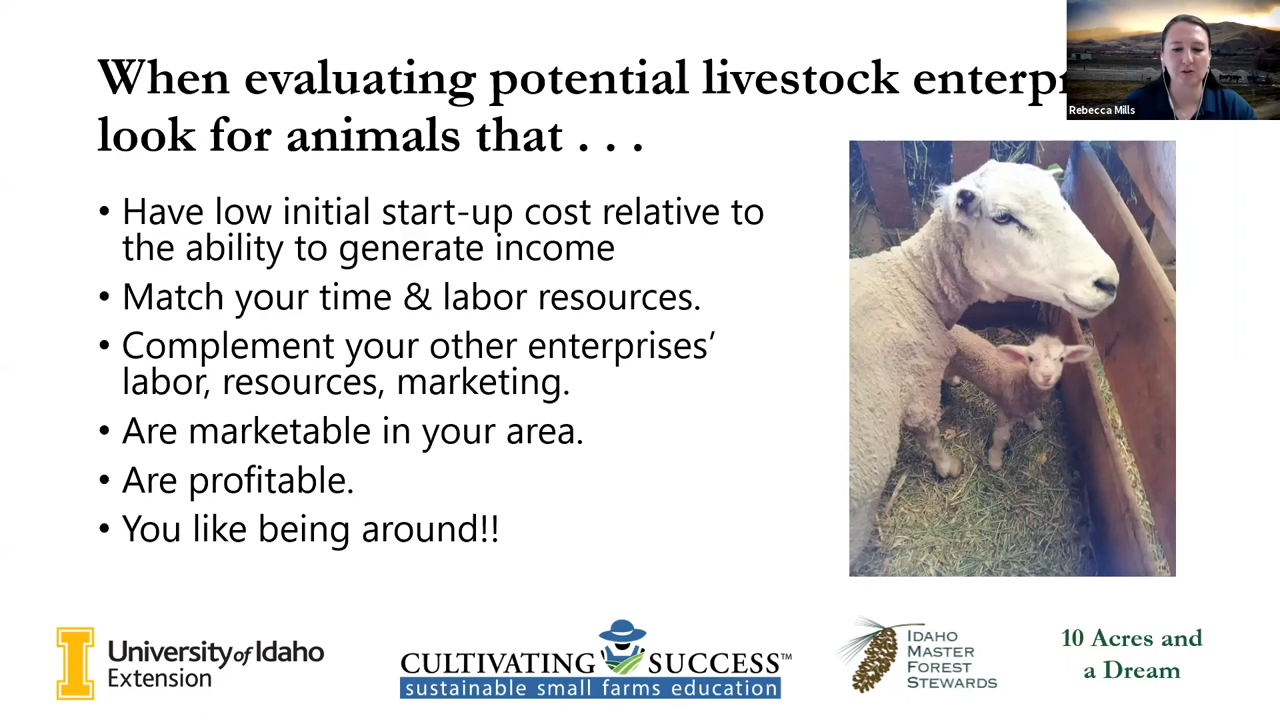 When evaluating potential livestock
Rebecca Mills
look for animals that . . .
• Have low initial start-up cost relative to
the ability to generate income
• Match your time & labor resources.
• Complement your other enterprises’
labor, resources, marketing.
• Are marketable in your area.
• Are profitable.
• You like being around!!
University of Idaho
Extension
CULTIVATING SUCCESS™
sustainable small farms education
IDAHO
MASTER
FOREST
STEWARDS
10 Acres and
a Dream